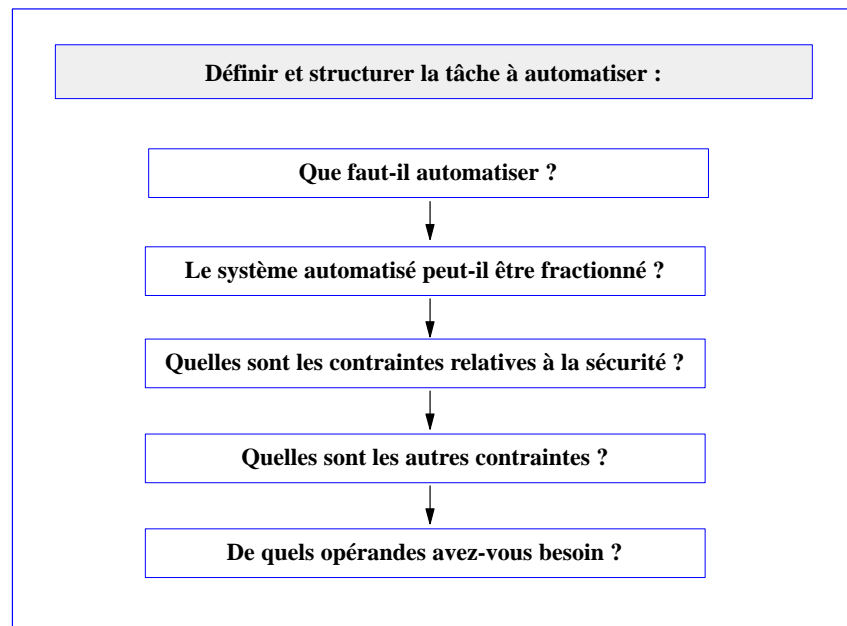 Définir et structurer la tâche à automatiser :
Que faut-il automatiser ?
Le système automatisé peut-il être fractionné ?
Quelles sont les contraintes relatives à la sécurité ?
Quelles sont les autres contraintes ?
De quels opérandes avez-vous besoin ?